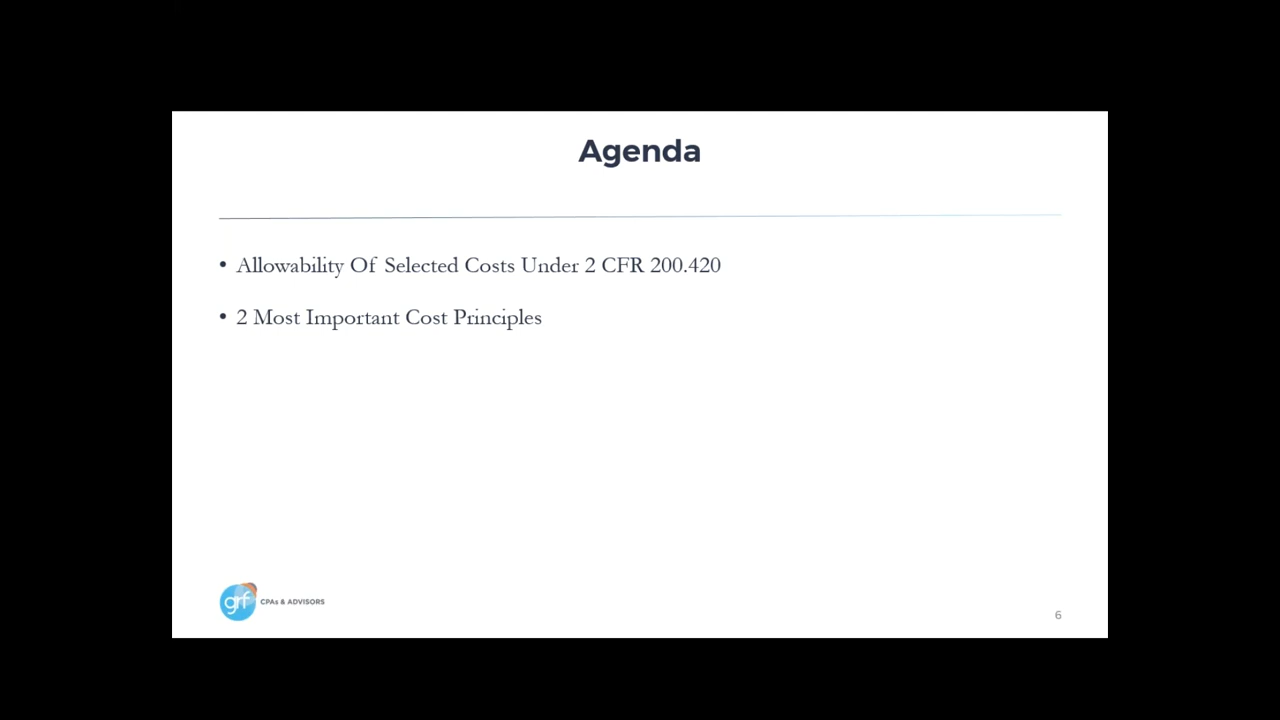 Agenda
• Allowability Of Selected Costs Under 2 CFR 200.420
• 2 Most Important Cost Principles
grf CPAs & ADVISORS
6